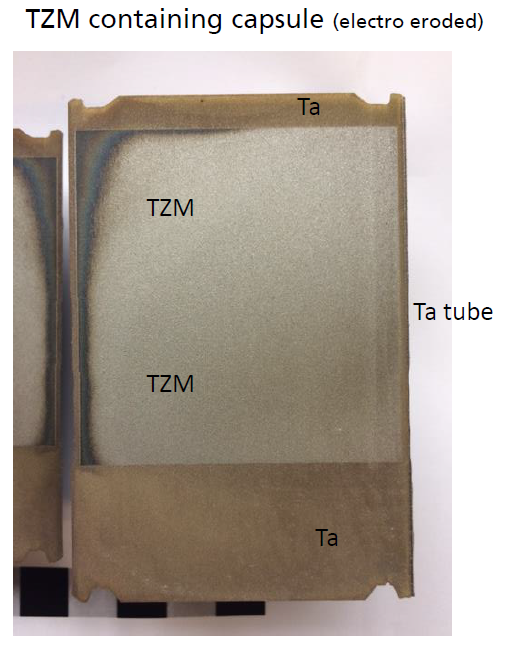 TZM containing capsule (electro eroded)
Ta
TZM
Ta tube
TZM
Ta